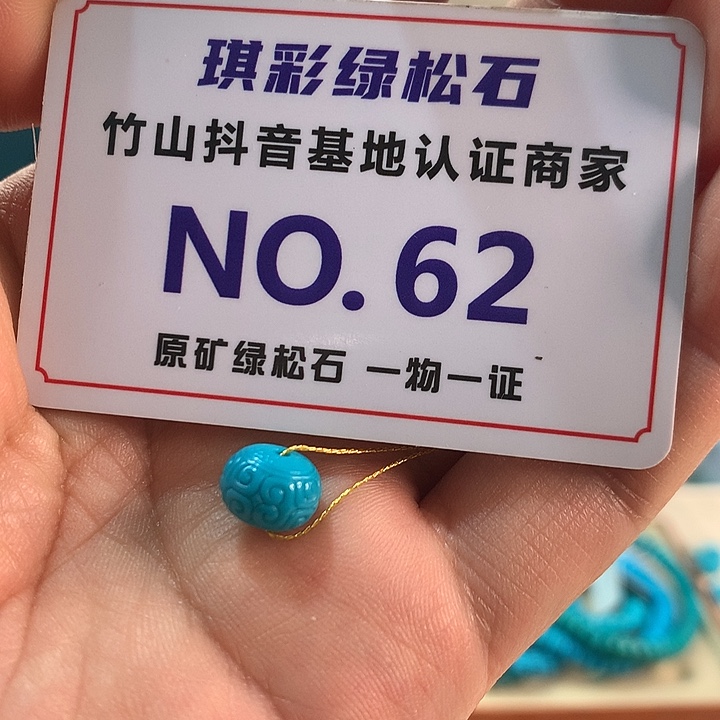 琪彩绿松石
竹山抖音基地认证商家
NO. 62
原矿绿松石 一物一证